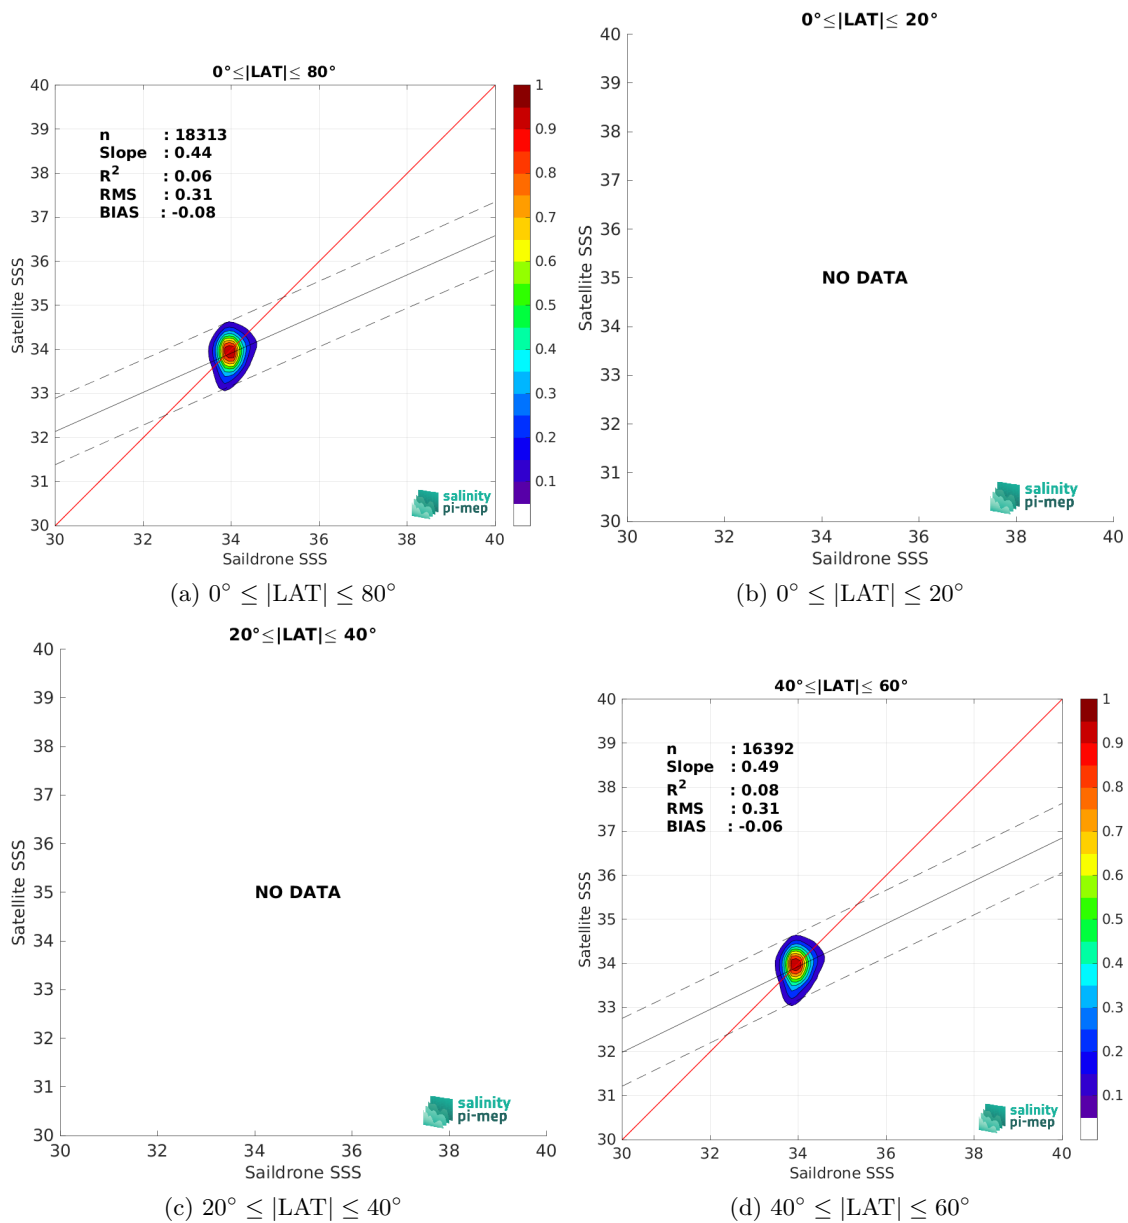 0°≤|LAT|≤ 80°
40
39
38
37
36
35
34
33
32
31
30
Satellite SSS
n : 18313
Slope : 0.44
R² : 0.06
RMS : 0.31
BIAS : -0.08
1
0.9
0.8
0.7
0.6
0.5
0.4
0.3
0.2
0.1
salinity
pi-mep
30 32 34 36 38 40
Saildrone SSS
(a) 0° ≤ |LAT| ≤ 80°
0°≤|LAT|≤ 20°
40
39
38
37
36
35
34
33
32
31
30
Satellite SSS
NO DATA
salinity
pi-mep
30 32 34 36 38 40
Saildrone SSS
(b) 0° ≤ |LAT| ≤ 20°
20°≤|LAT|≤ 40°
40
39
38
37
36
35
34
33
32
31
30
Satellite SSS
NO DATA
salinity
pi-mep
30 32 34 36 38 40
Saildrone SSS
(c) 20° ≤ |LAT| ≤ 40°
40°≤|LAT|≤ 60°
40
39
38
37
36
35
34
33
32
31
30
Satellite SSS
n : 16392
Slope : 0.49
R² : 0.08
RMS : 0.31
BIAS : -0.06
1
0.9
0.8
0.7
0.6
0.5
0.4
0.3
0.2
0.1
salinity
pi-mep
30 32 34 36 38 40
Saildrone SSS
(d) 40° ≤ |LAT| ≤ 60°